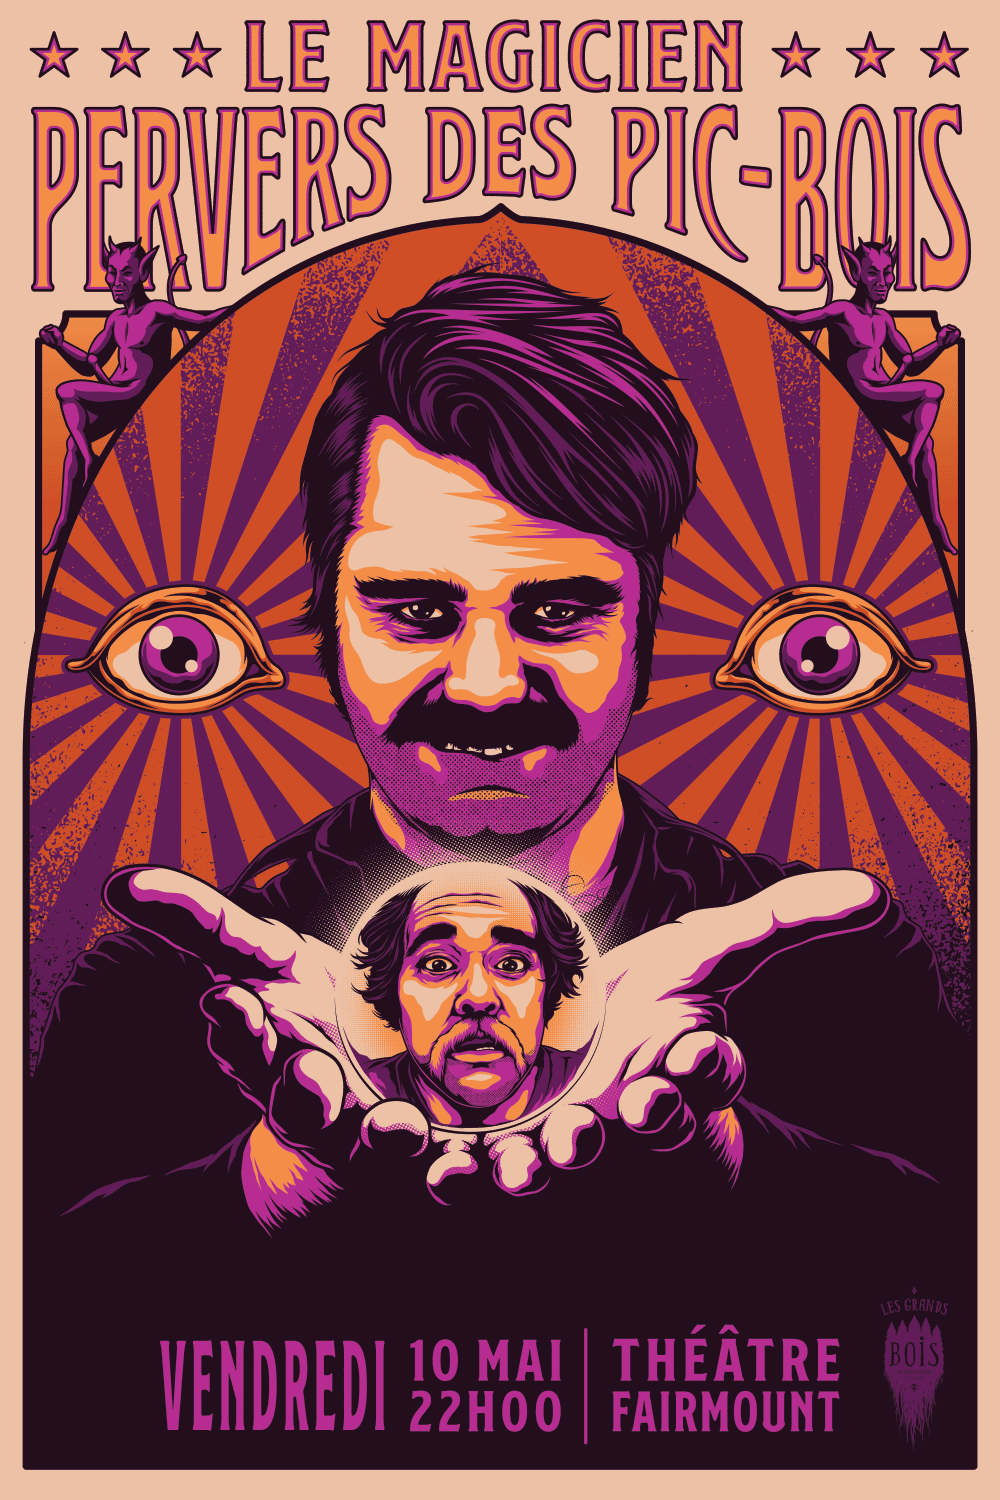 LE MAGICIEN
PERVERS DES PIC-BOIS
VENDREDI
10 MAI
22H00
THÉÂTRE
FAIRMOUNT
LES GRANDS
BOIS